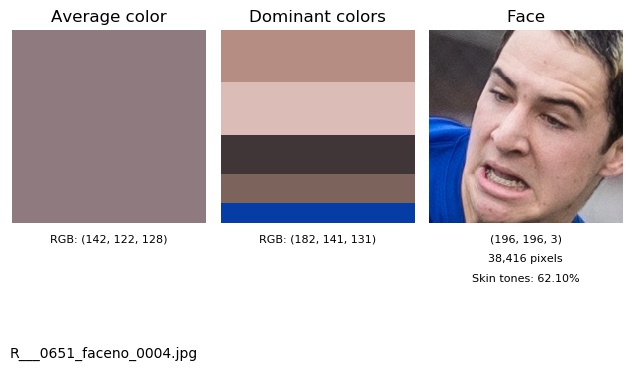 Average color
Dominant colors
Face
RGB: (142, 122, 128)
RGB: (182, 141, 131)
(196, 196, 3)
38,416 pixels
Skin tones: 62.10%
R___0651_faceno_0004.jpg